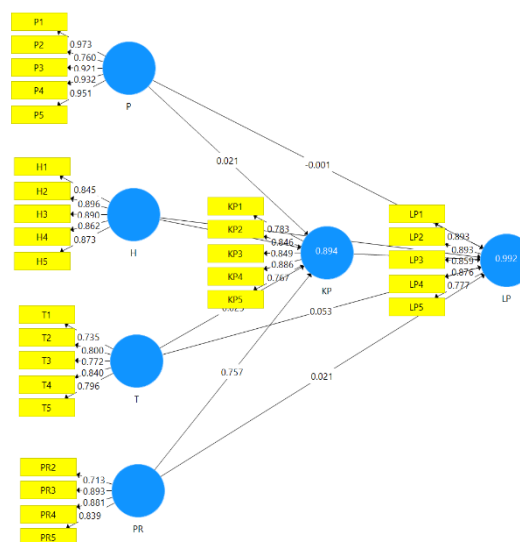 P1
P2
P3
P4
P5
0.973
0.760
0.921
0.932
0.951
P
H1
H2
H3
H4
H5
0.845
0.896
0.890
0.862
0.873
H
T1
T2
T3
T4
T5
0.735
0.800
0.772
0.840
0.796
T
PR2
PR3
PR4
PR5
0.713
0.893
0.881
0.839
PR
0.021
-0.001
KP1
KP2
KP3
KP4
KP5
0.783
0.846
0.849
0.886
0.767
0.894
KP
LP1
LP2
LP3
LP4
LP5
0.893
0.893
0.859
0.876
0.777
0.992
LP
0.053
0.757
0.021